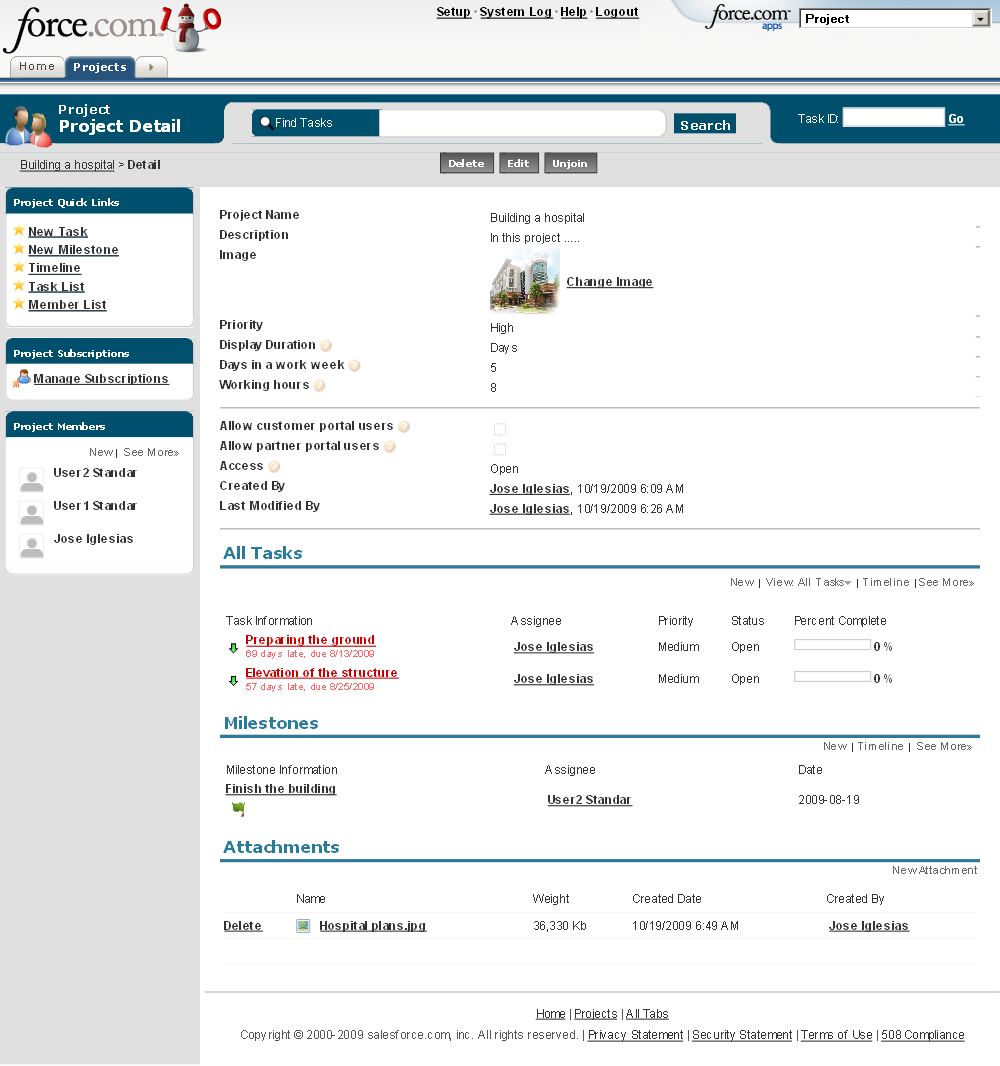 force.com
Setup · System Log · Help · Logout
force.com apps
Project
Home Projects
Project
Project Detail
Find Tasks
Search
Task ID: Go
Building a hospital > Detail
Delete Edit Unjoin
Project Quick Links
New Task
New Milestone
Timeline
Task List
Member List
Project Subscriptions
Manage Subscriptions
Project Members
New | See More»
User2 Standar
User1 Standar
Jose Iglesias
Project Name Building a hospital
Description In this project .....
Image Change Image
Priority High
Display Duration ? Days
Days in a work week ? 5
Working hours ? 8
Allow customer portal users ?
Allow partner portal users ?
Access ? Open
Created By Jose Iglesias, 10/19/2009 6:09 AM
Last Modified By Jose Iglesias, 10/19/2009 6:26 AM
All Tasks
New | View: All Tasks | Timeline | See More»
Task Information Assignee Priority Status Percent Complete
Preparing the ground Jose Iglesias Medium Open 0 %
69 days late, due 8/13/2009
Elevation of the structure Jose Iglesias Medium Open 0 %
57 days late, due 8/25/2009
Milestones
New | Timeline | See More»
Milestone Information Assignee Date
Finish the building User2 Standar 2009-08-19
Attachments
New Attachment
Name Weight Created Date Created By
Delete Hospital plans.jpg 36,330 Kb 10/19/2009 6:49 AM Jose Iglesias
Home | Projects | All Tabs
Copyright © 2000-2009 salesforce.com, inc. All rights reserved. | Privacy Statement | Security Statement | Terms of Use | 508 Compliance